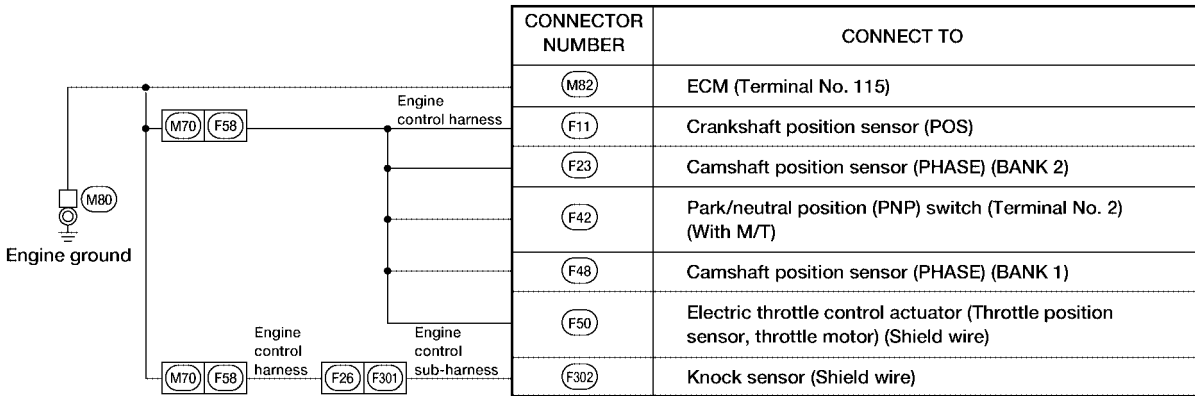 CONNECTOR
NUMBER
CONNECT TO
M82
ECM (Terminal No. 115)
Engine
control harness
M70 F58
F11
Crankshaft position sensor (POS)
F23
Camshaft position sensor (PHASE) (BANK 2)
M80
Engine ground
F42
Park/neutral position (PNP) switch (Terminal No. 2)
(With M/T)
F48
Camshaft position sensor (PHASE) (BANK 1)
F50
Electric throttle control actuator (Throttle position
sensor, throttle motor) (Shield wire)
Engine
control
harness
Engine
control
sub-harness
M70 F58
F26 F301
F302
Knock sensor (Shield wire)